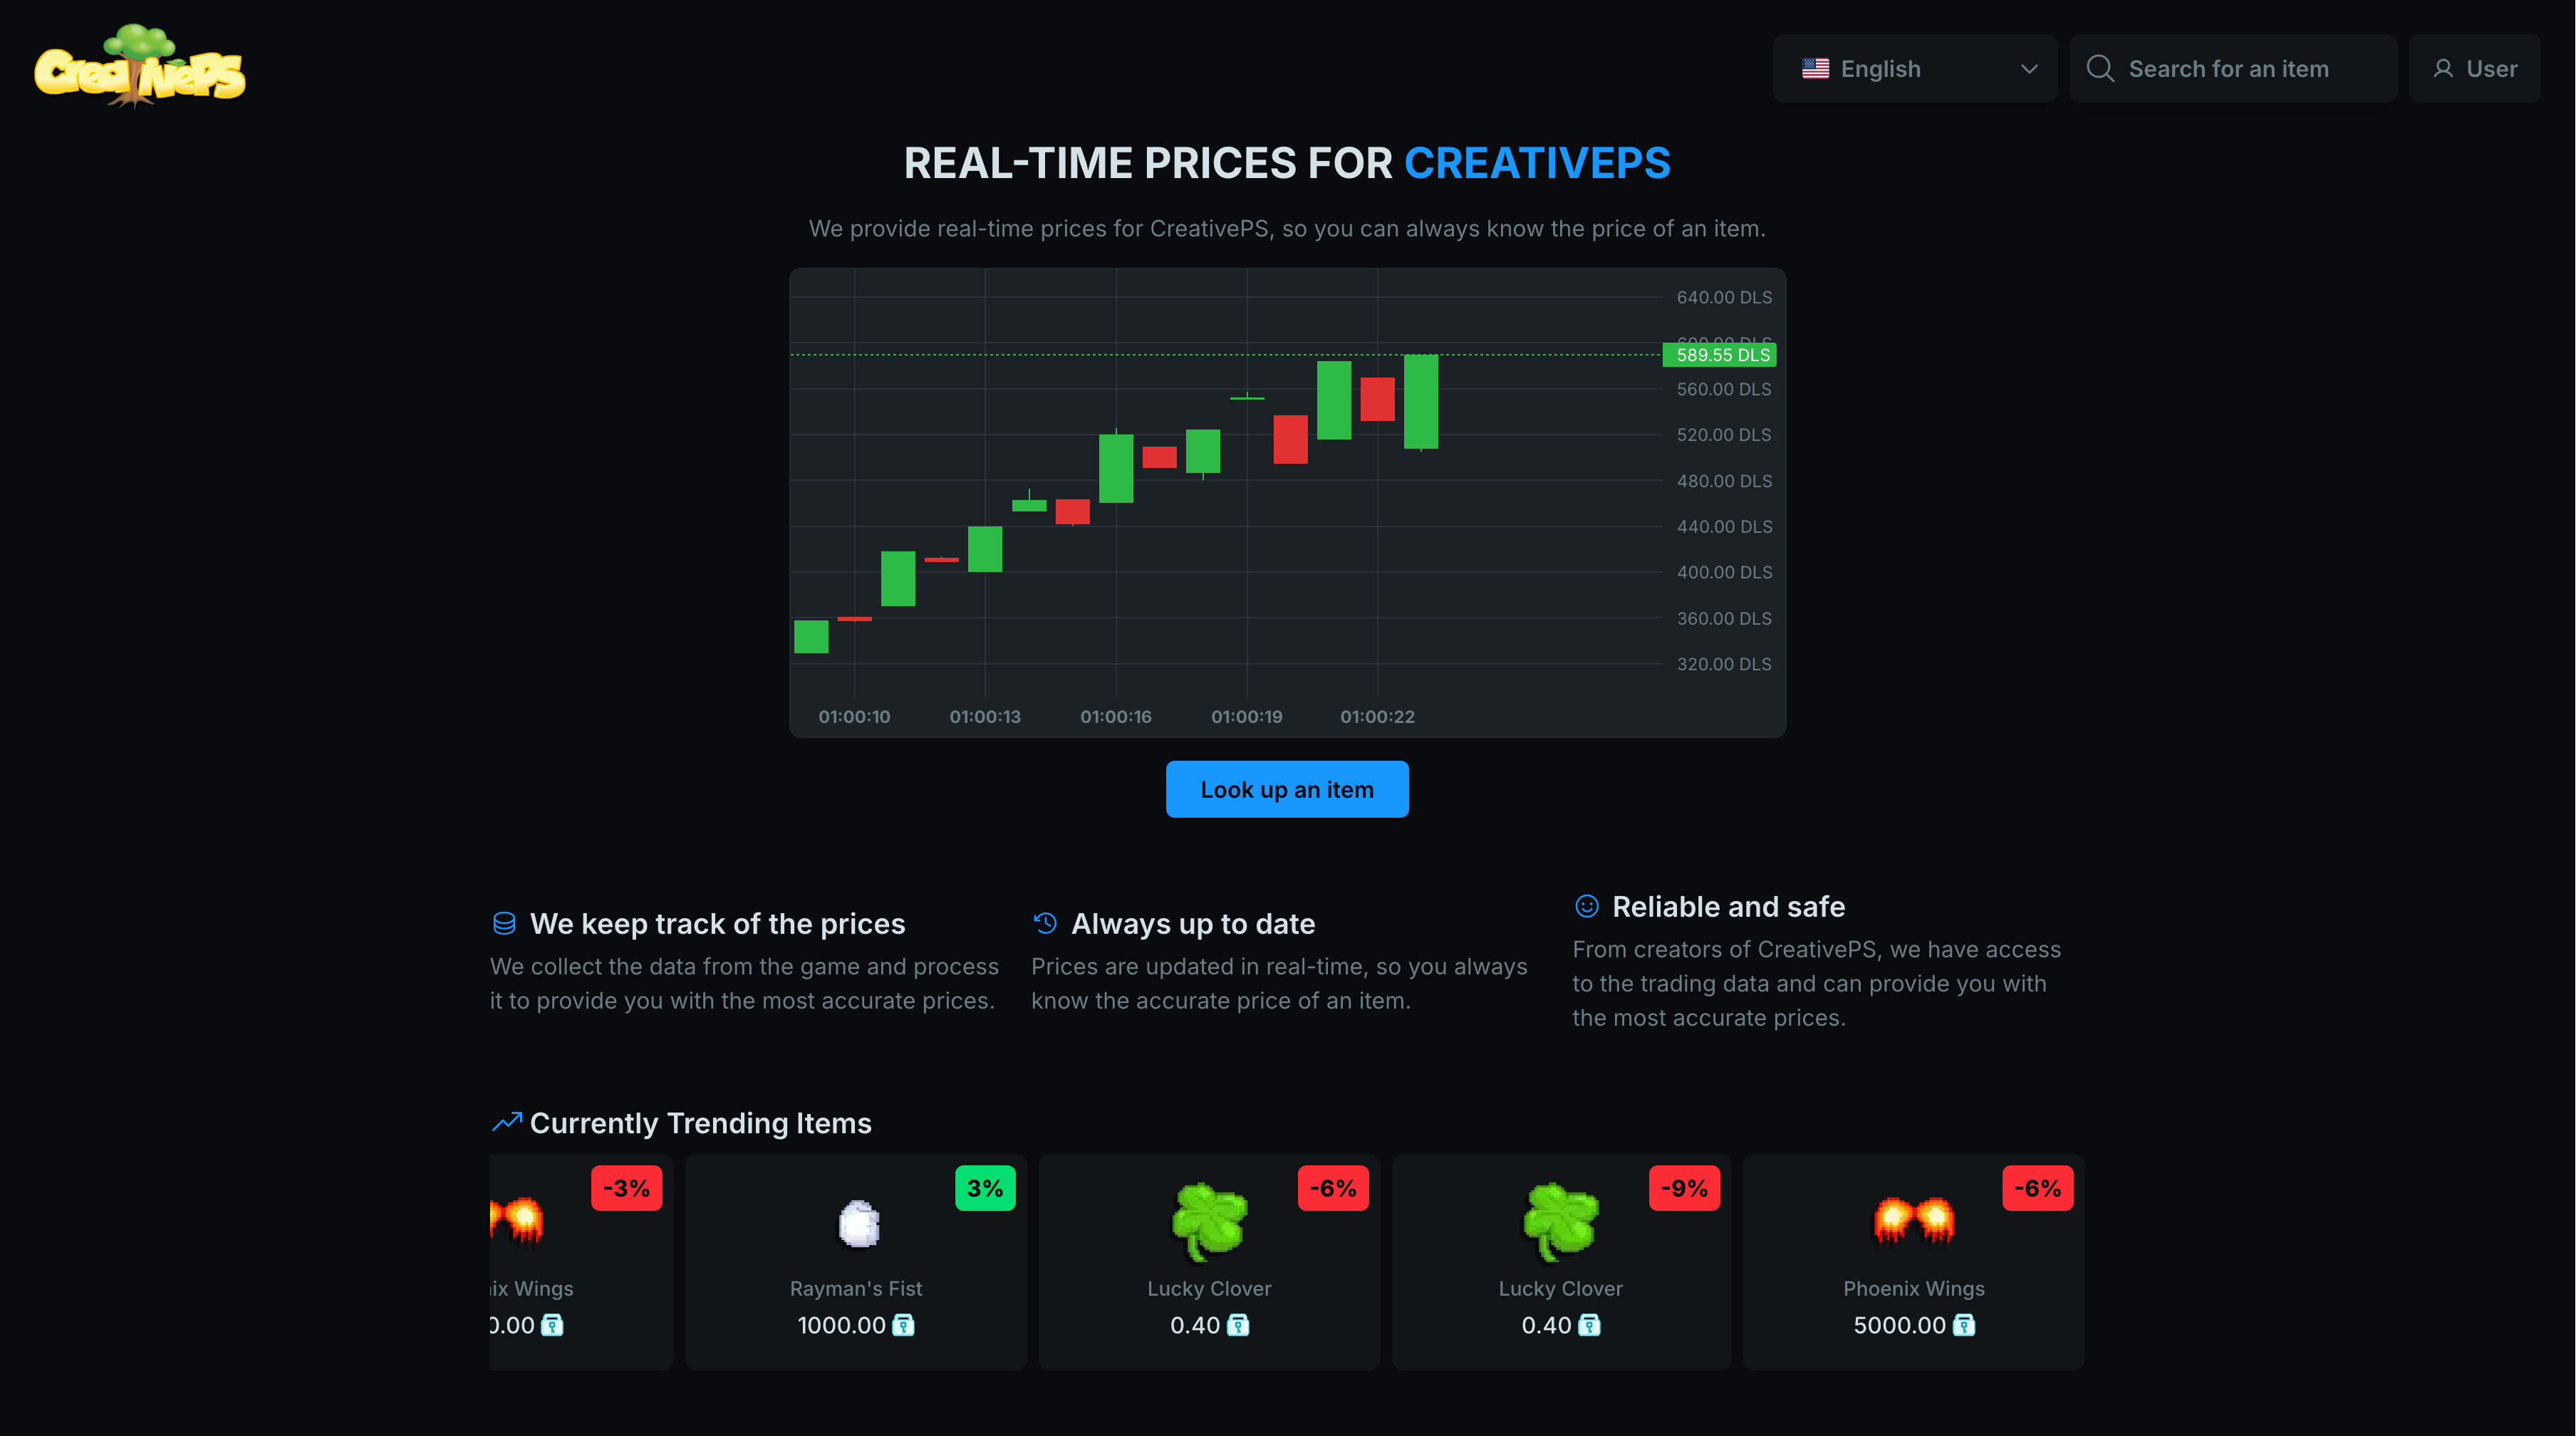 CreativePS
English
Search for an item
User
REAL-TIME PRICES FOR CREATIVEPS
We provide real-time prices for CreativePS, so you can always know the price of an item.
640.00 DLS
589.55 DLS
560.00 DLS
520.00 DLS
480.00 DLS
440.00 DLS
400.00 DLS
360.00 DLS
320.00 DLS
01:00:10 01:00:13 01:00:16 01:00:19 01:00:22
Look up an item
We keep track of the prices
We collect the data from the game and process
it to provide you with the most accurate prices.
Always up to date
Prices are updated in real-time, so you always
know the accurate price of an item.
Reliable and safe
From creators of CreativePS, we have access
to the trading data and can provide you with
the most accurate prices.
Currently Trending Items
-3%
Wings
0.00
3%
Rayman's Fist
1000.00
-6%
Lucky Clover
0.40
-9%
Lucky Clover
0.40
-6%
Phoenix Wings
5000.00